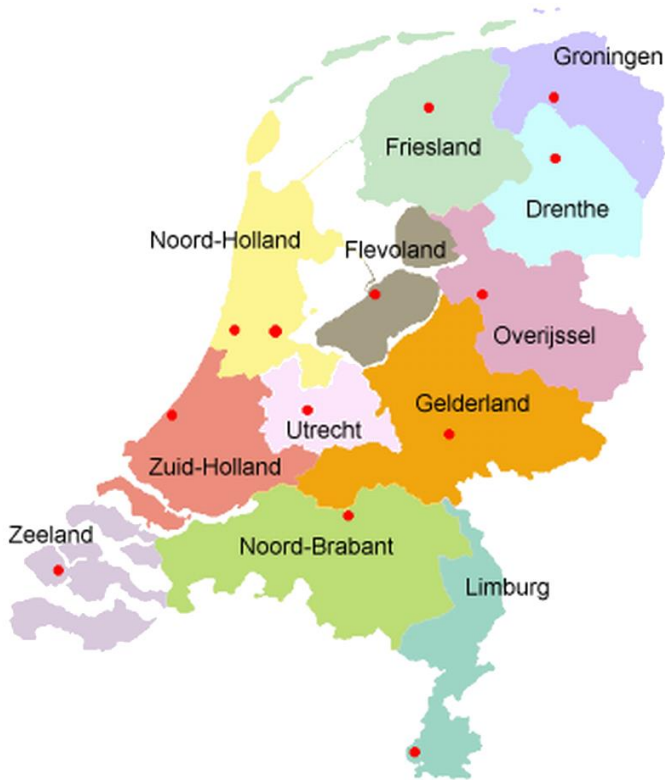 Groningen
Friesland
Drenthe
Noord-Holland
Flevoland
Overijssel
Gelderland
Utrecht
Zuid-Holland
Zeeland
Noord-Brabant
Limburg